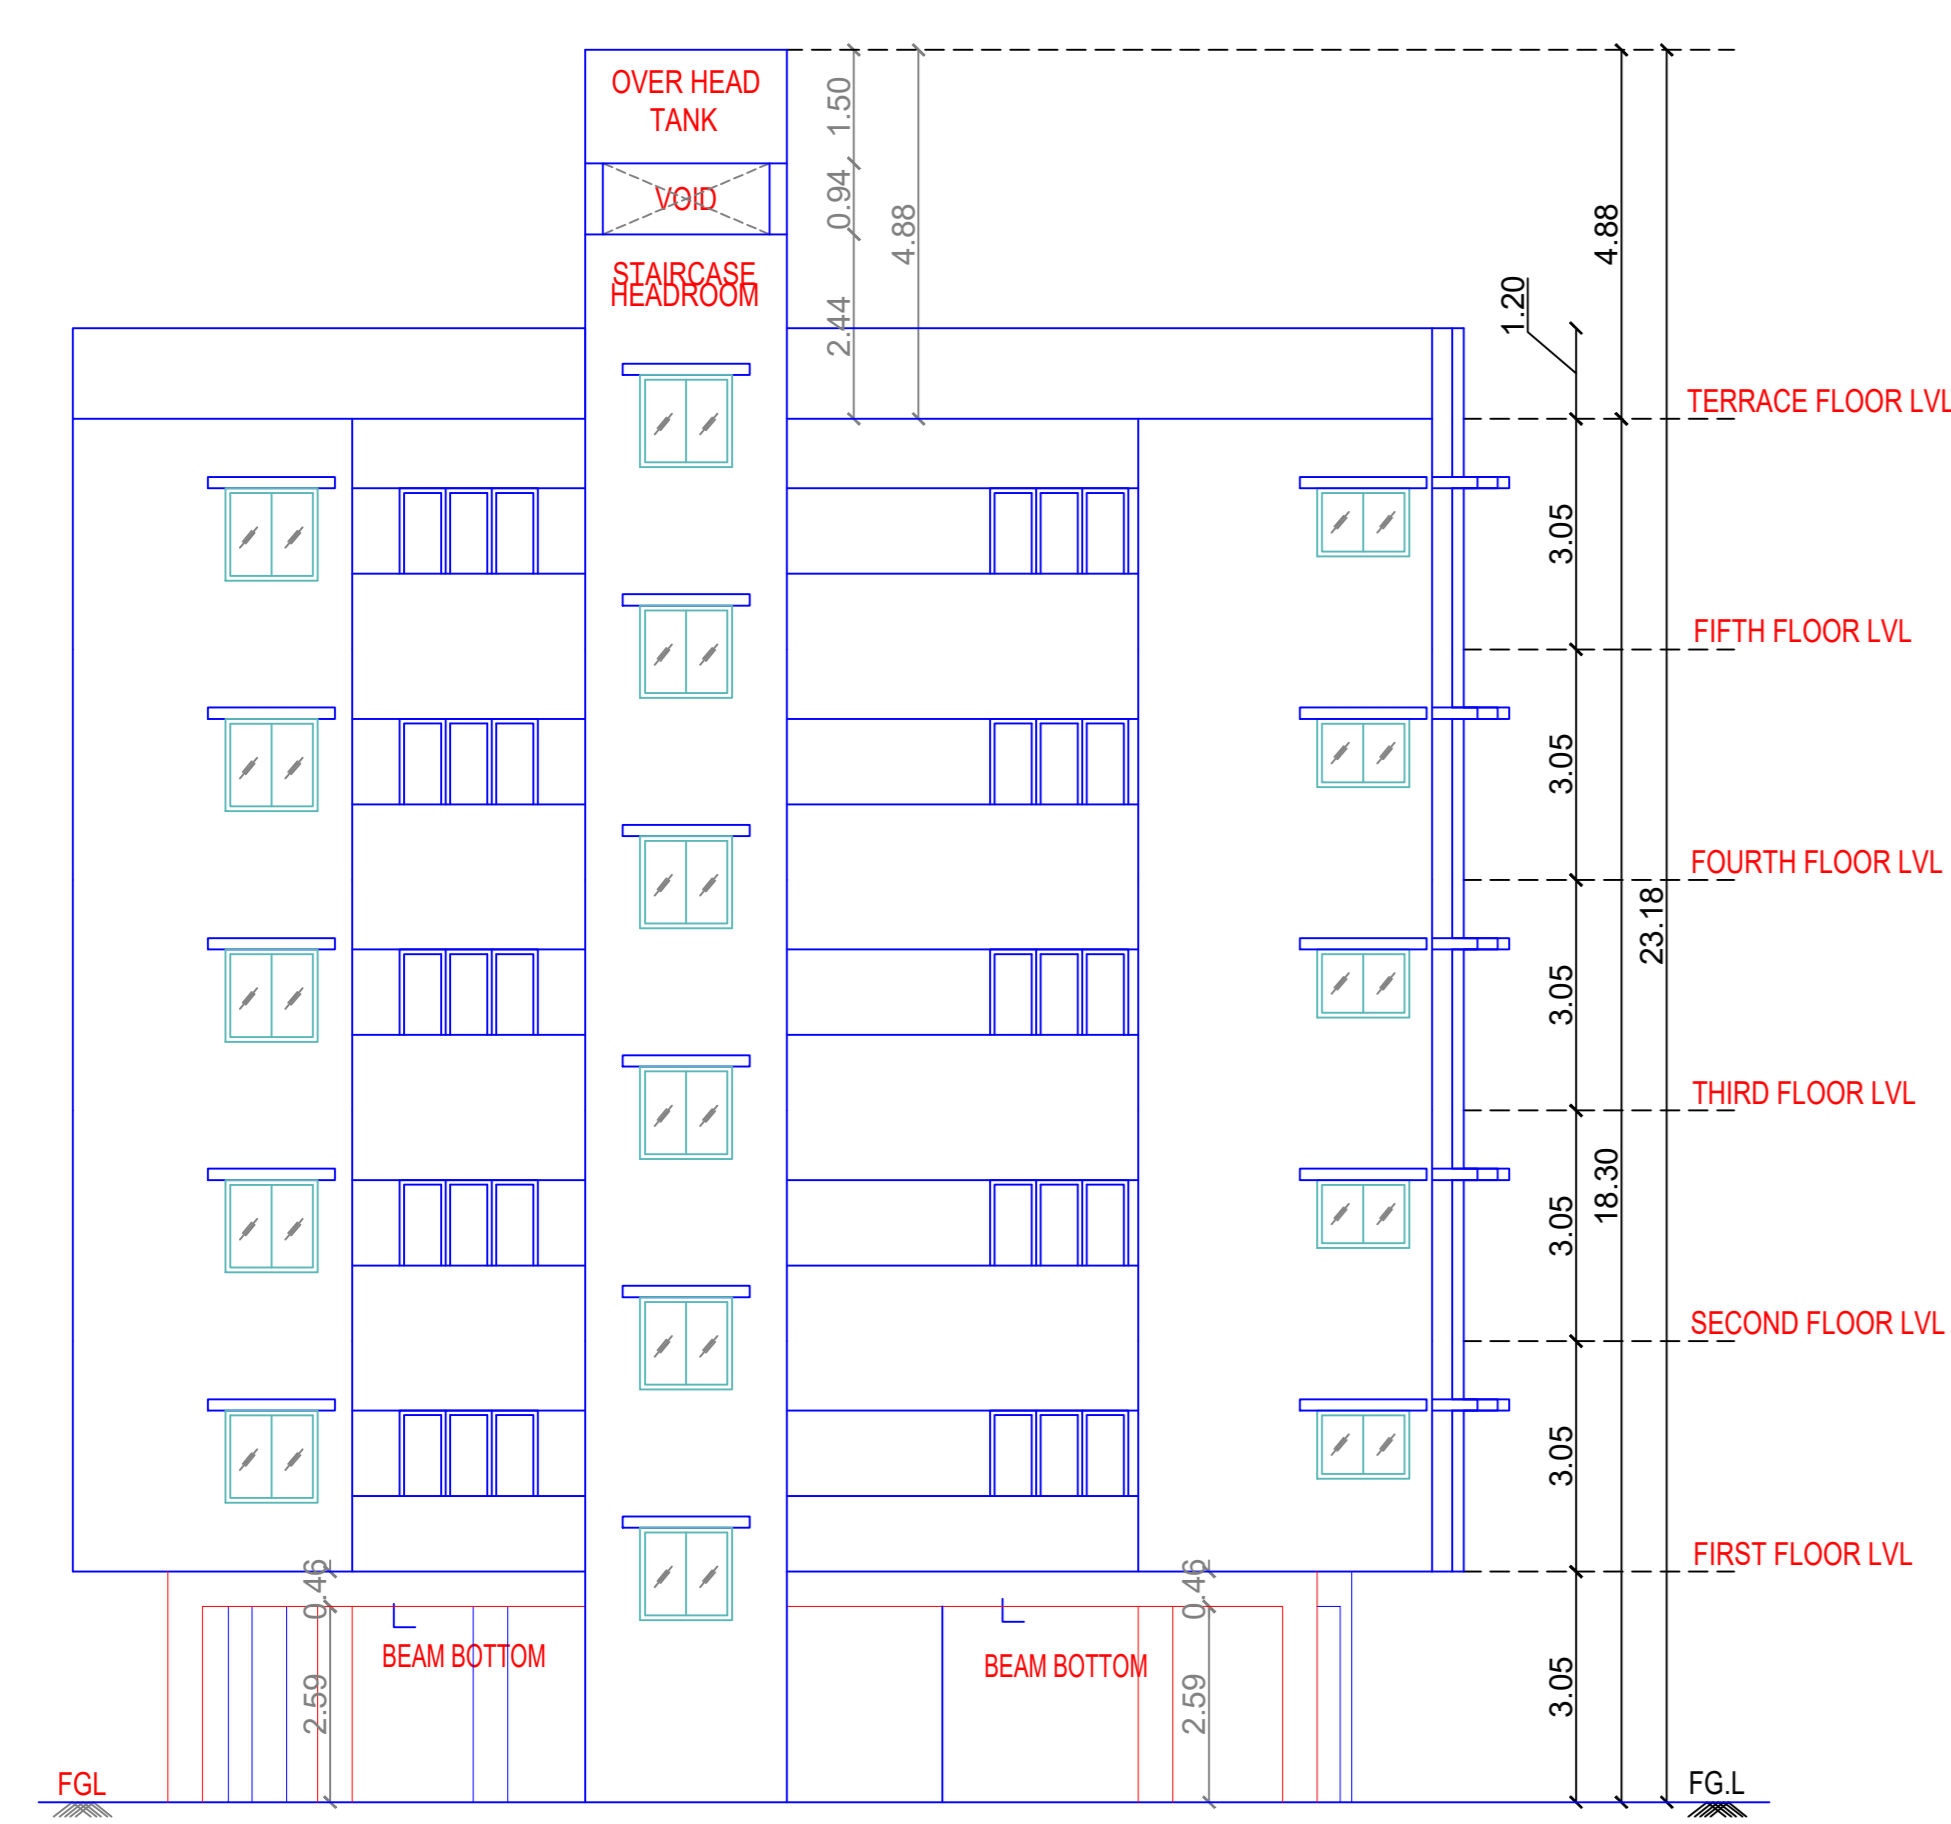 OVER HEAD
TANK
1.50
VOID
0.94
4.88
4.88
STAIRCASE
HEADROOM
2.44
1.20
TERRACE FLOOR LVL
3.05
FIFTH FLOOR LVL
3.05
FOURTH FLOOR LVL
23.18
3.05
THIRD FLOOR LVL
18.30
3.05
SECOND FLOOR LVL
3.05
FIRST FLOOR LVL
0.46
0.46
BEAM BOTTOM
BEAM BOTTOM
2.59
2.59
3.05
FGL
FG.L